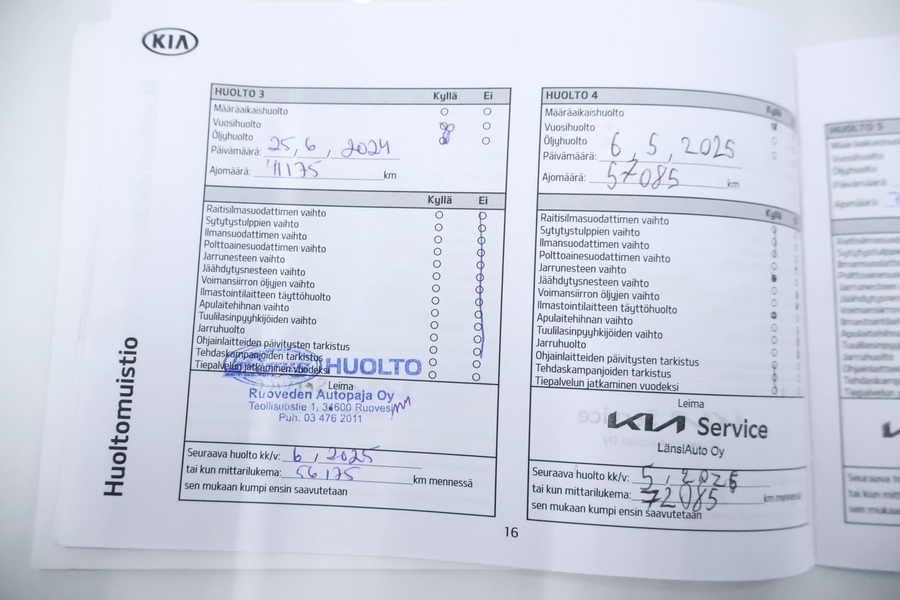 KIA
Huoltomuistio
HUOLTO 3 Kyllä Ei
Määräaikaishuolto
Vuosihuolto
Öljyhuolto
Päivämäärä: 25, 6, 2024
Ajomäärä: 41175 km
Kyllä Ei
Raitisilmasuodattimen vaihto
Sytytystulppien vaihto
Ilmansuodattimen vaihto
Polttoainesuodattimen vaihto
Jarrunesteen vaihto
Jäähdytysnesteen vaihto
Voimansiirron öljyjen vaihto
Ilmastointilaitteen täyttöhuolto
Apulaitehihnan vaihto
Tuulilasinpyyhkijöiden vaihto
Jarruhuolto
Ohjainlaitteiden päivitysten tarkistus
Tehdaskampanjoiden tarkistus
Tiepalvelun jatkaminen vuodeksi
HUOLTO
Leima
Ruoveden Autopaja Oy
Teollisuustie 1, 34600 Ruovesi
Puh. 03 476 2011
Seuraava huolto kk/v: 6, 2025
tai kun mittarilukema: 56175 km mennessä
sen mukaan kumpi ensin saavutetaan
HUOLTO 4 Kyllä
Määräaikaishuolto
Vuosihuolto
Öljyhuolto
Päivämäärä: 6, 5, 2025
Ajomäärä: 57085 km
Kyllä
Raitisilmasuodattimen vaihto
Sytytystulppien vaihto
Ilmansuodattimen vaihto
Polttoainesuodattimen vaihto
Jarrunesteen vaihto
Jäähdytysnesteen vaihto
Voimansiirron öljyjen vaihto
Ilmastointilaitteen täyttöhuolto
Apulaitehihnan vaihto
Tuulilasinpyyhkijöiden vaihto
Jarruhuolto
Ohjainlaitteiden päivitysten tarkistus
Tehdaskampanjoiden tarkistus
Tiepalvelun jatkaminen vuodeksi
Leima
KIA Service
LänsiAuto Oy
Seuraava huolto kk/v: 5, 2026
tai kun mittarilukema: 72085 km mennessä
sen mukaan kumpi ensin saavutetaan
16
HUOLTO 5